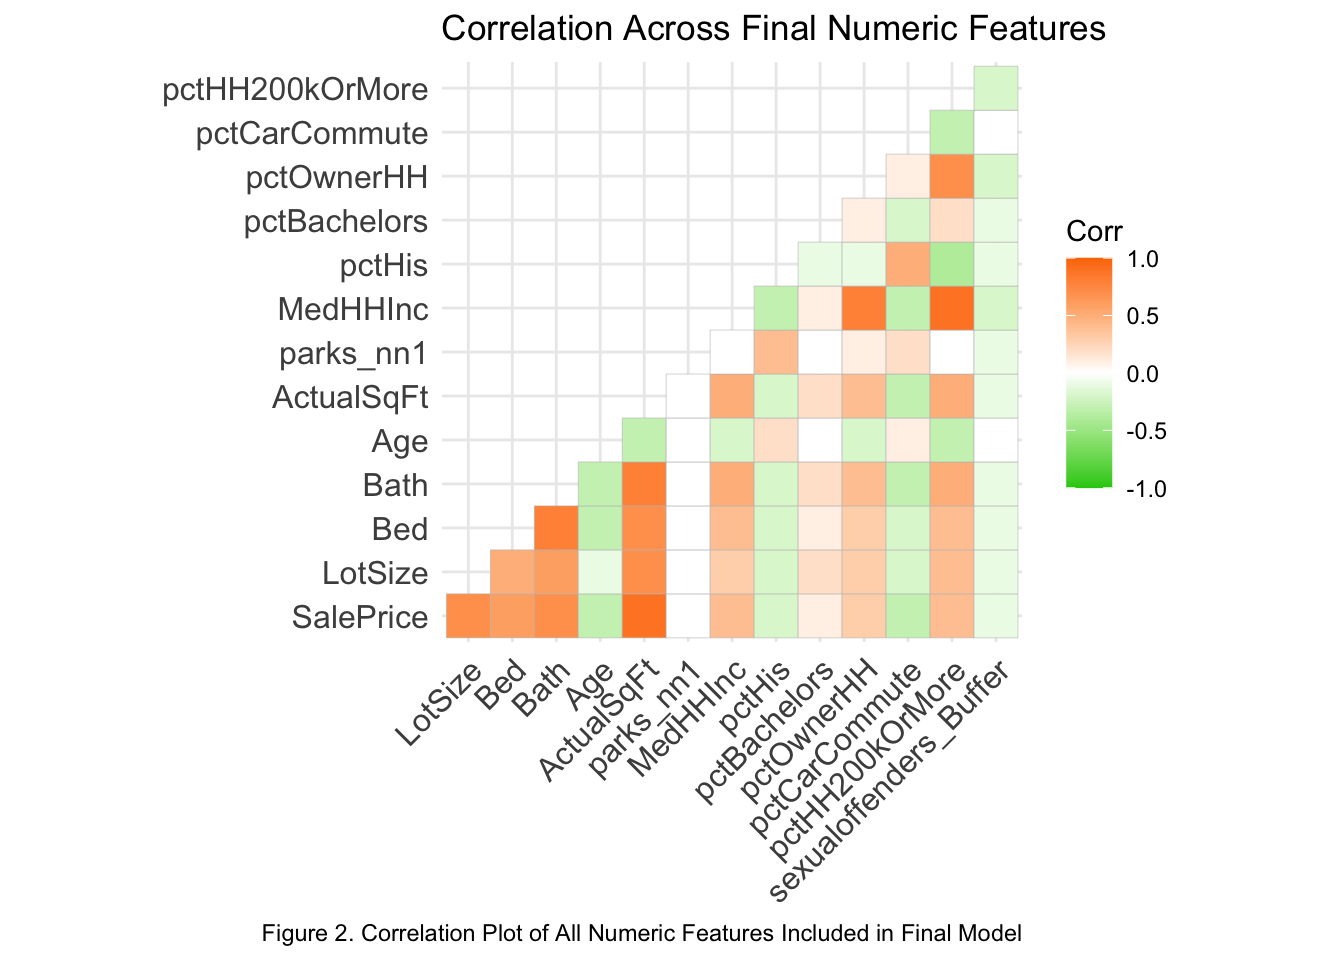 Correlation Across Final Numeric Features
pctHH200kOrMore
pctCarCommute
pctOwnerHH
pctBachelors
pctHis
MedHHInc
parks_nn1
ActualSqFt
Age
Bath
Bed
LotSize
SalePrice
LotSize
Bed
Bath
Age
ActualSqFt
parks_nn1
MedHHInc
pctHis
pctBachelors
pctOwnerHH
pctCarCommute
pctHH200kOrMore
sexualoffenders_Buffer
Corr
1.0
0.5
0.0
-0.5
-1.0
Figure 2. Correlation Plot of All Numeric Features Included in Final Model